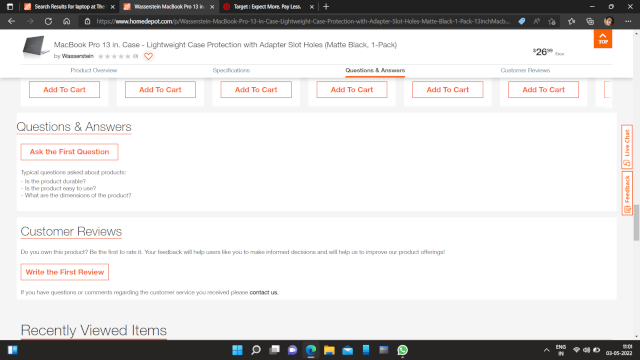 Search Results for laptop at The
Wasserstein MacBook Pro 13 in.
Target : Expect More. Pay Less.
https://www.homedepot.com/p/Wasserstein-MacBook-Pro-13-in-Case-Lightweight-Case-Protection-with-Adapter-Slot-Holes-Matte-Black-1-Pack-13InchMacb...
MacBook Pro 13 in. Case - Lightweight Case Protection with Adapter Slot Holes (Matte Black, 1-Pack)
by Wasserstein (0)
$26.99 Each
TOP
Product Overview Specifications Questions & Answers Customer Reviews
Add To Cart Add To Cart Add To Cart Add To Cart Add To Cart Add To Cart
Questions & Answers
Ask the First Question
Typical questions asked about products:
- Is the product durable?
- Is the product easy to use?
- What are the dimensions of the product?
Live Chat
Feedback
Customer Reviews
Do you own this product? Be the first to rate it. Your feedback will help users like you to make informed decisions and will help us to improve our product offerings!
Write the First Review
If you have questions or comments regarding the customer service you received please contact us.
Recently Viewed Items
ENG
IN
11:01
03-05-2022